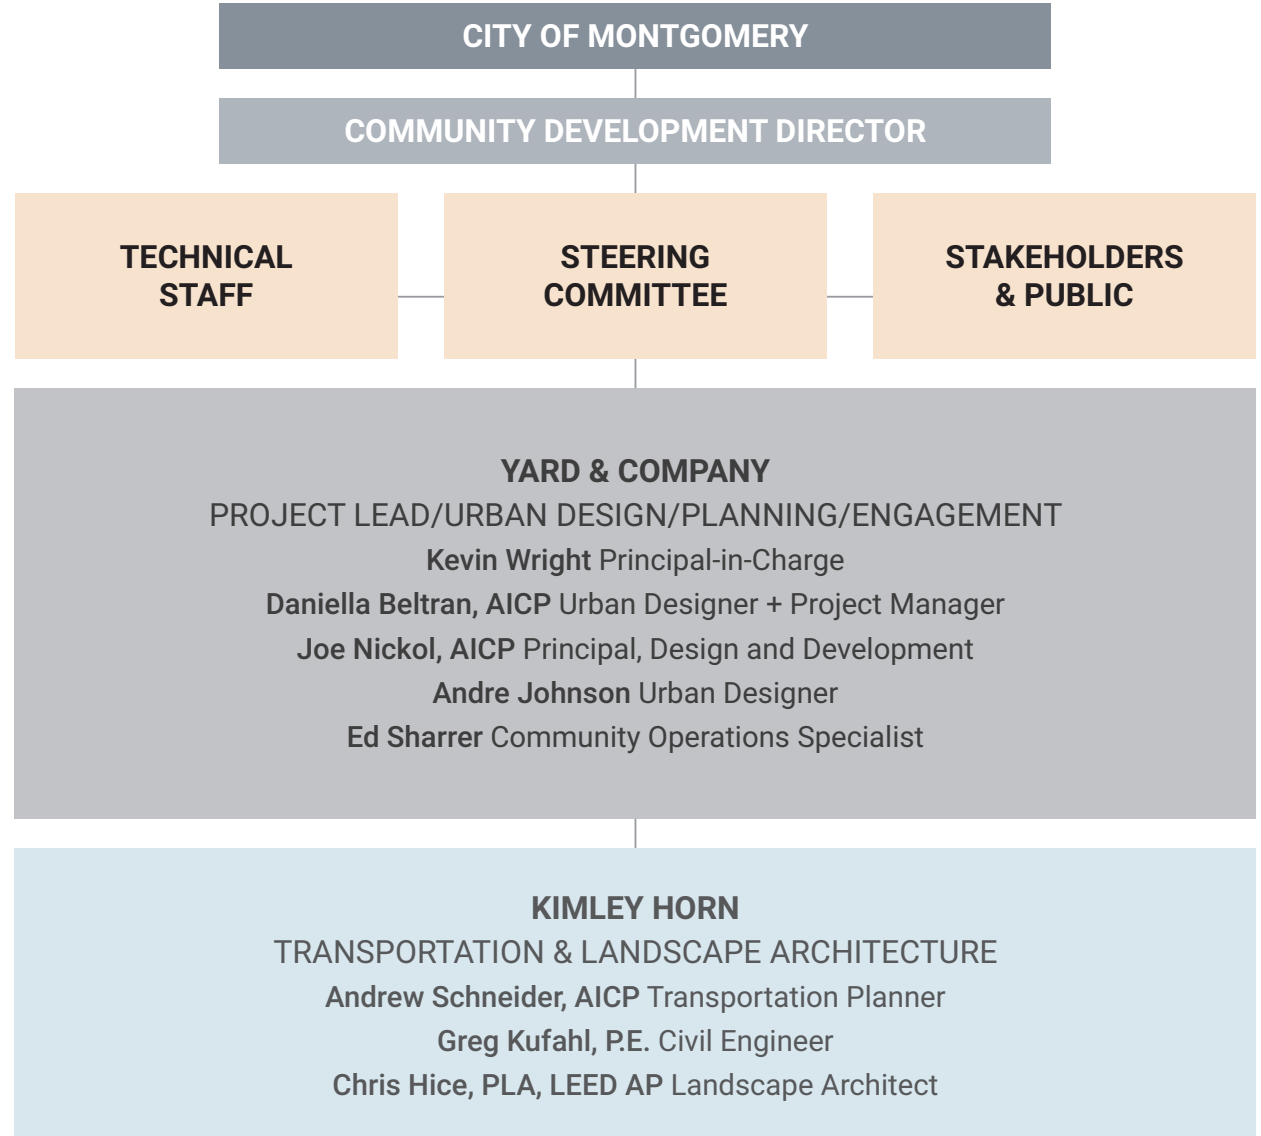 CITY OF MONTGOMERY
COMMUNITY DEVELOPMENT DIRECTOR
TECHNICAL
STAFF
STEERING
COMMITTEE
STAKEHOLDERS
& PUBLIC
YARD & COMPANY
PROJECT LEAD/URBAN DESIGN/PLANNING/ENGAGEMENT
Kevin Wright Principal-in-Charge
Daniella Beltran, AICP Urban Designer + Project Manager
Joe Nickol, AICP Principal, Design and Development
Andre Johnson Urban Designer
Ed Sharrer Community Operations Specialist
KIMLEY HORN
TRANSPORTATION & LANDSCAPE ARCHITECTURE
Andrew Schneider, AICP Transportation Planner
Greg Kufahl, P.E. Civil Engineer
Chris Hice, PLA, LEED AP Landscape Architect